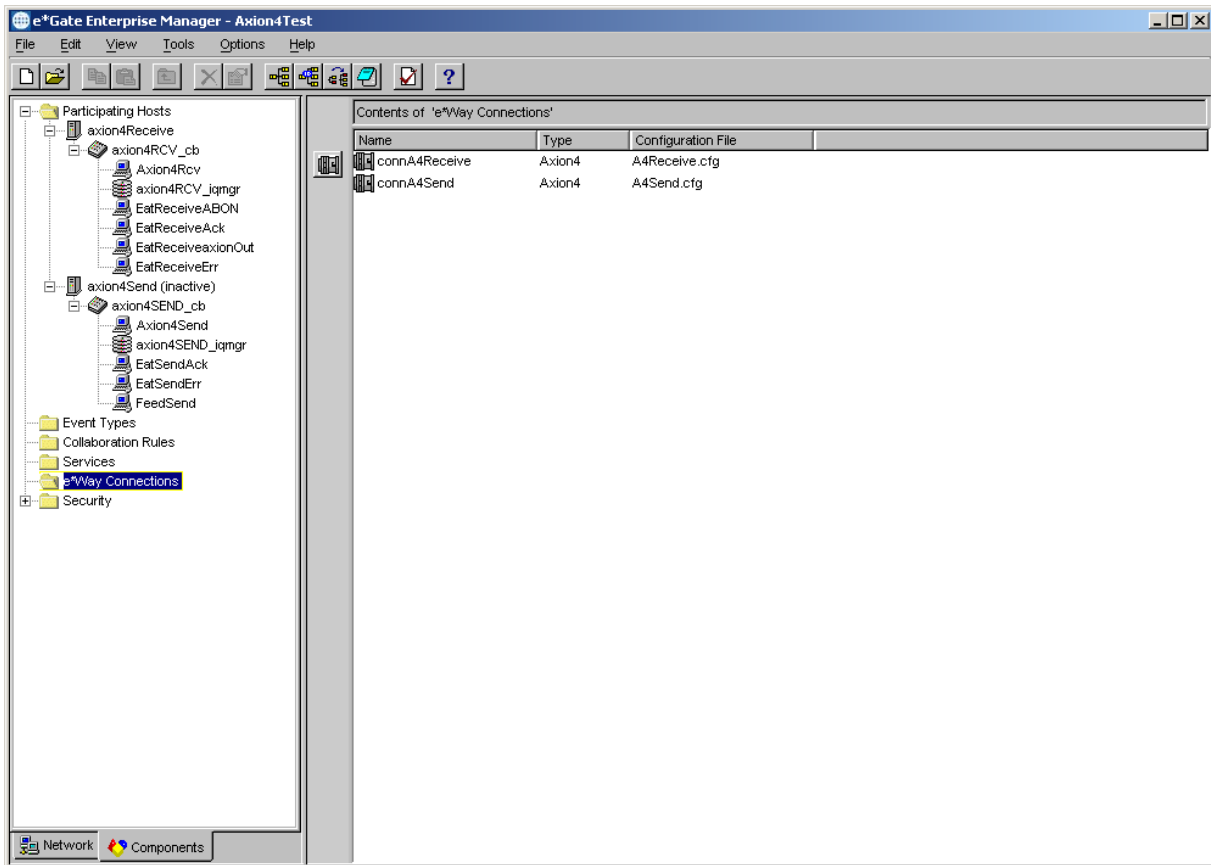 e*Gate Enterprise Manager - Axion4Test
File Edit View Tools Options Help
Participating Hosts
axion4Receive
axion4RCV_cb
Axion4Rcv
axion4RCV_iqmgr
EatReceiveABON
EatReceiveAck
EatReceiveaxionOut
EatReceiveErr
axion4Send (inactive)
axion4SEND_cb
Axion4Send
axion4SEND_iqmgr
EatSendAck
EatSendErr
FeedSend
Event Types
Collaboration Rules
Services
e*Way Connections
Security
Network Components
Contents of 'e*Way Connections'
Name Type Configuration File
connA4Receive Axion4 A4Receive.cfg
connA4Send Axion4 A4Send.cfg